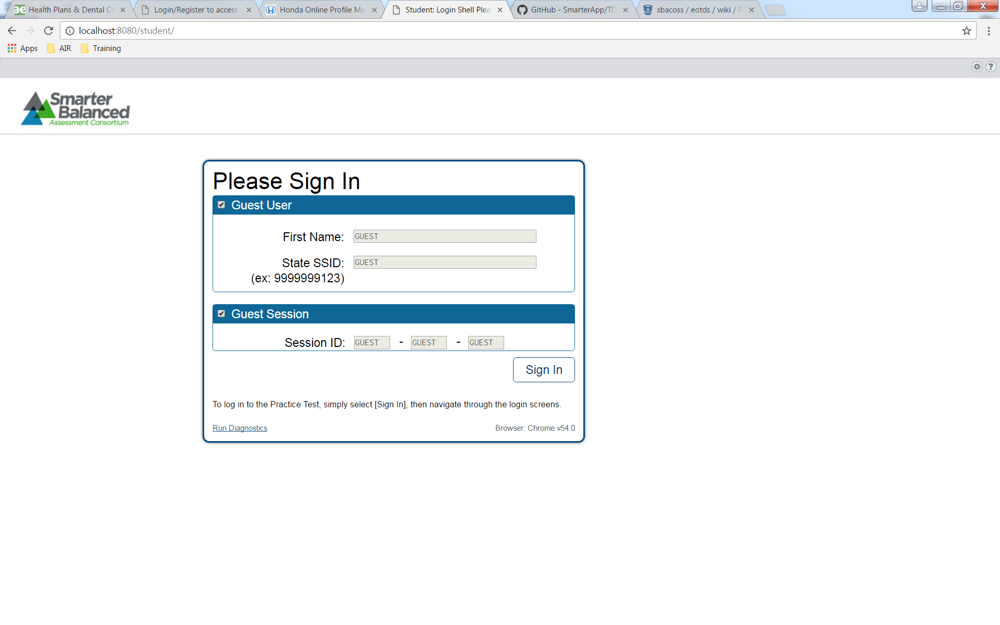 Health Plans & Dental Co
Login/Register to access
Honda Online Profile Ma
Student: Login Shell Plea
GitHub - SmarterApp/TD
sbacoss / eotds / wiki / P
localhost:8080/student/
Apps
AIR
Training
Smarter
Balanced
Assessment Consortium
Please Sign In
Guest User
First Name: GUEST
State SSID: GUEST
(ex: 9999999123)
Guest Session
Session ID: GUEST - GUEST - GUEST
Sign In
To log in to the Practice Test, simply select [Sign In], then navigate through the login screens.
Run Diagnostics
Browser: Chrome v54.0